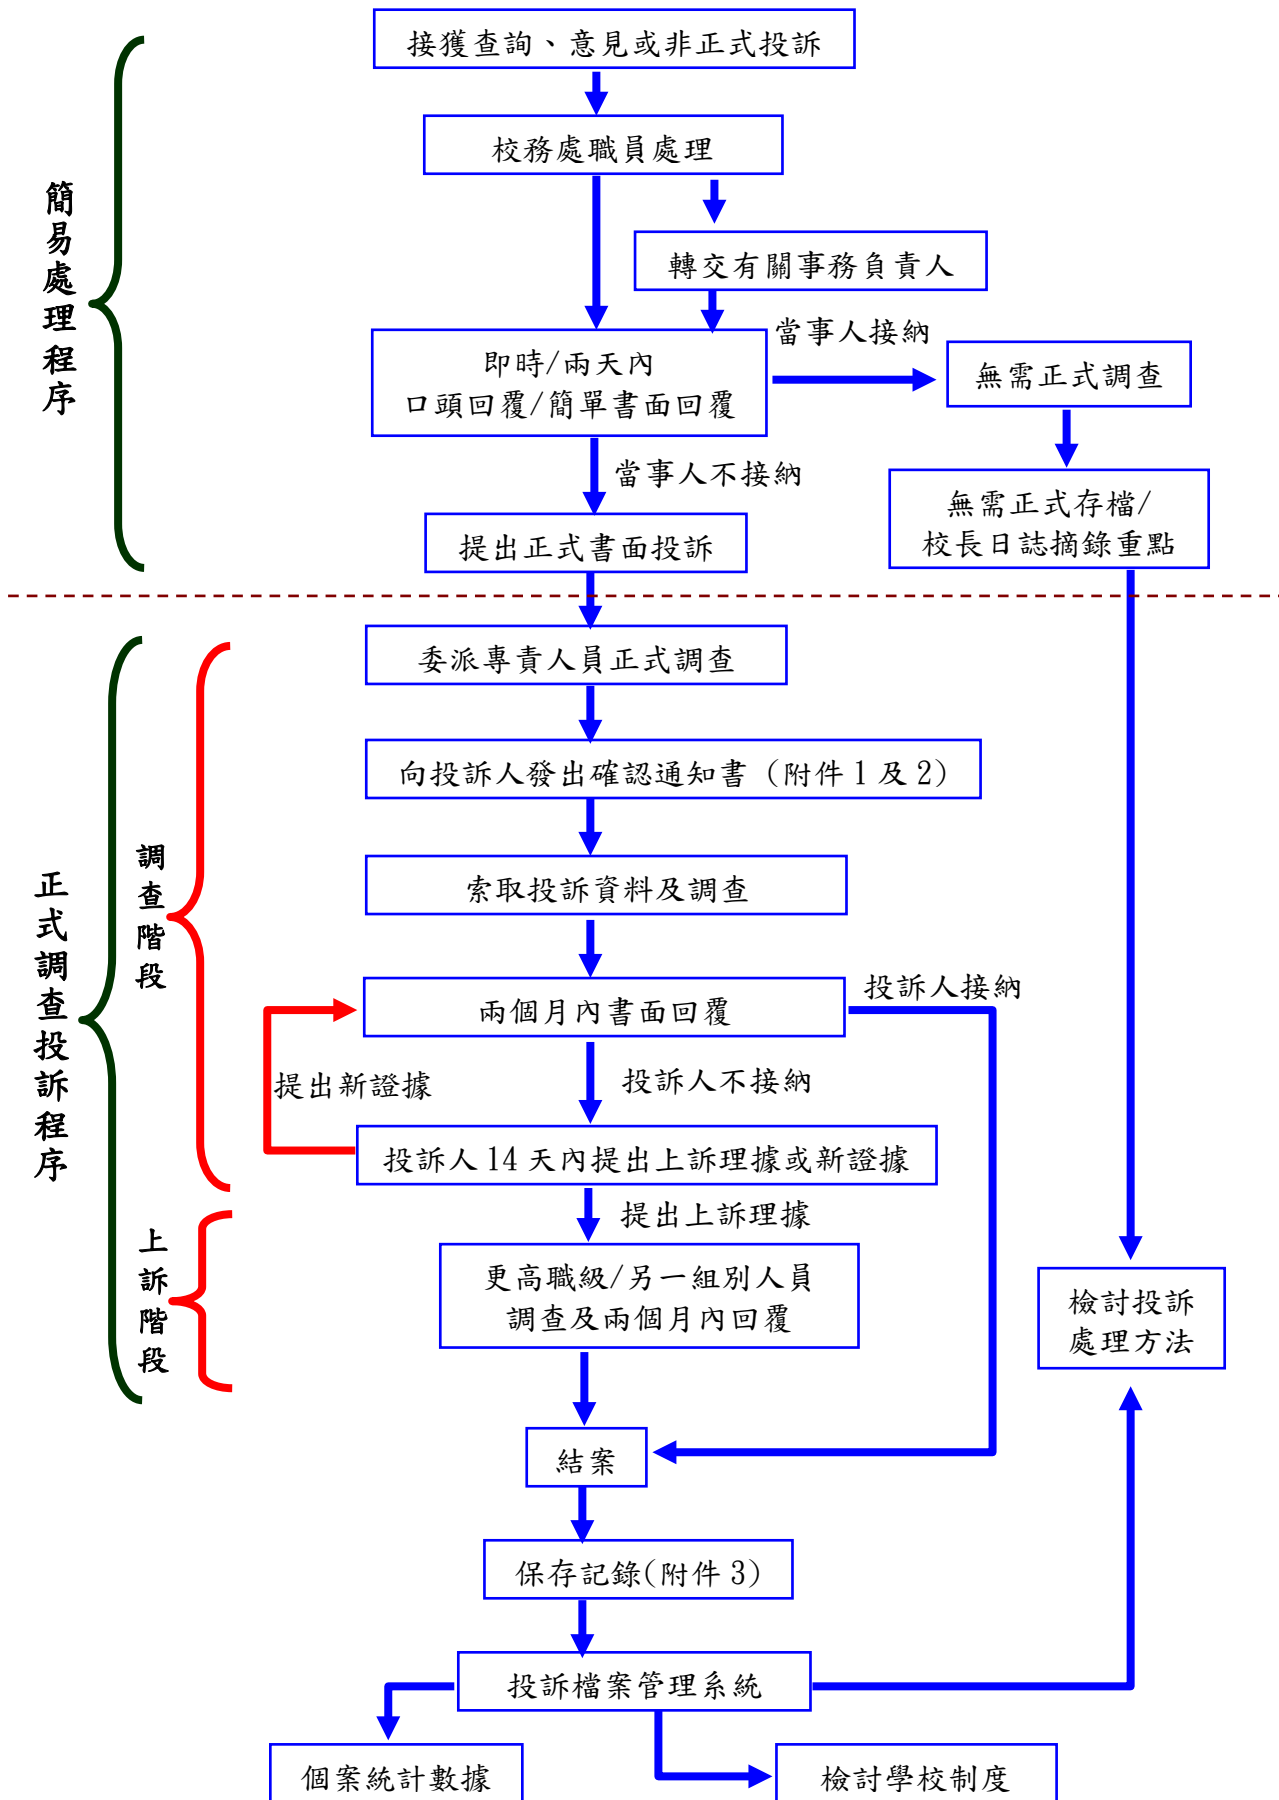 接獲查詢、意見或非正式投訴
校務處職員處理
簡易處理程序
轉交有關事務負責人
當事人接納
即時/兩天內
口頭回覆/簡單書面回覆
無需正式調查
當事人不接納
無需正式存檔/
校長日誌摘錄重點
提出正式書面投訴
委派專責人員正式調查
向投訴人發出確認通知書（附件1及2）
正式調查投訴程序
調查階段
索取投訴資料及調查
投訴人接納
兩個月內書面回覆
提出新證據
投訴人不接納
投訴人14天內提出上訴理據或新證據
提出上訴理據
上訴階段
更高職級/另一組別人員
調查及兩個月內回覆
檢討投訴
處理方法
結案
保存記錄(附件3)
投訴檔案管理系統
個案統計數據
檢討學校制度